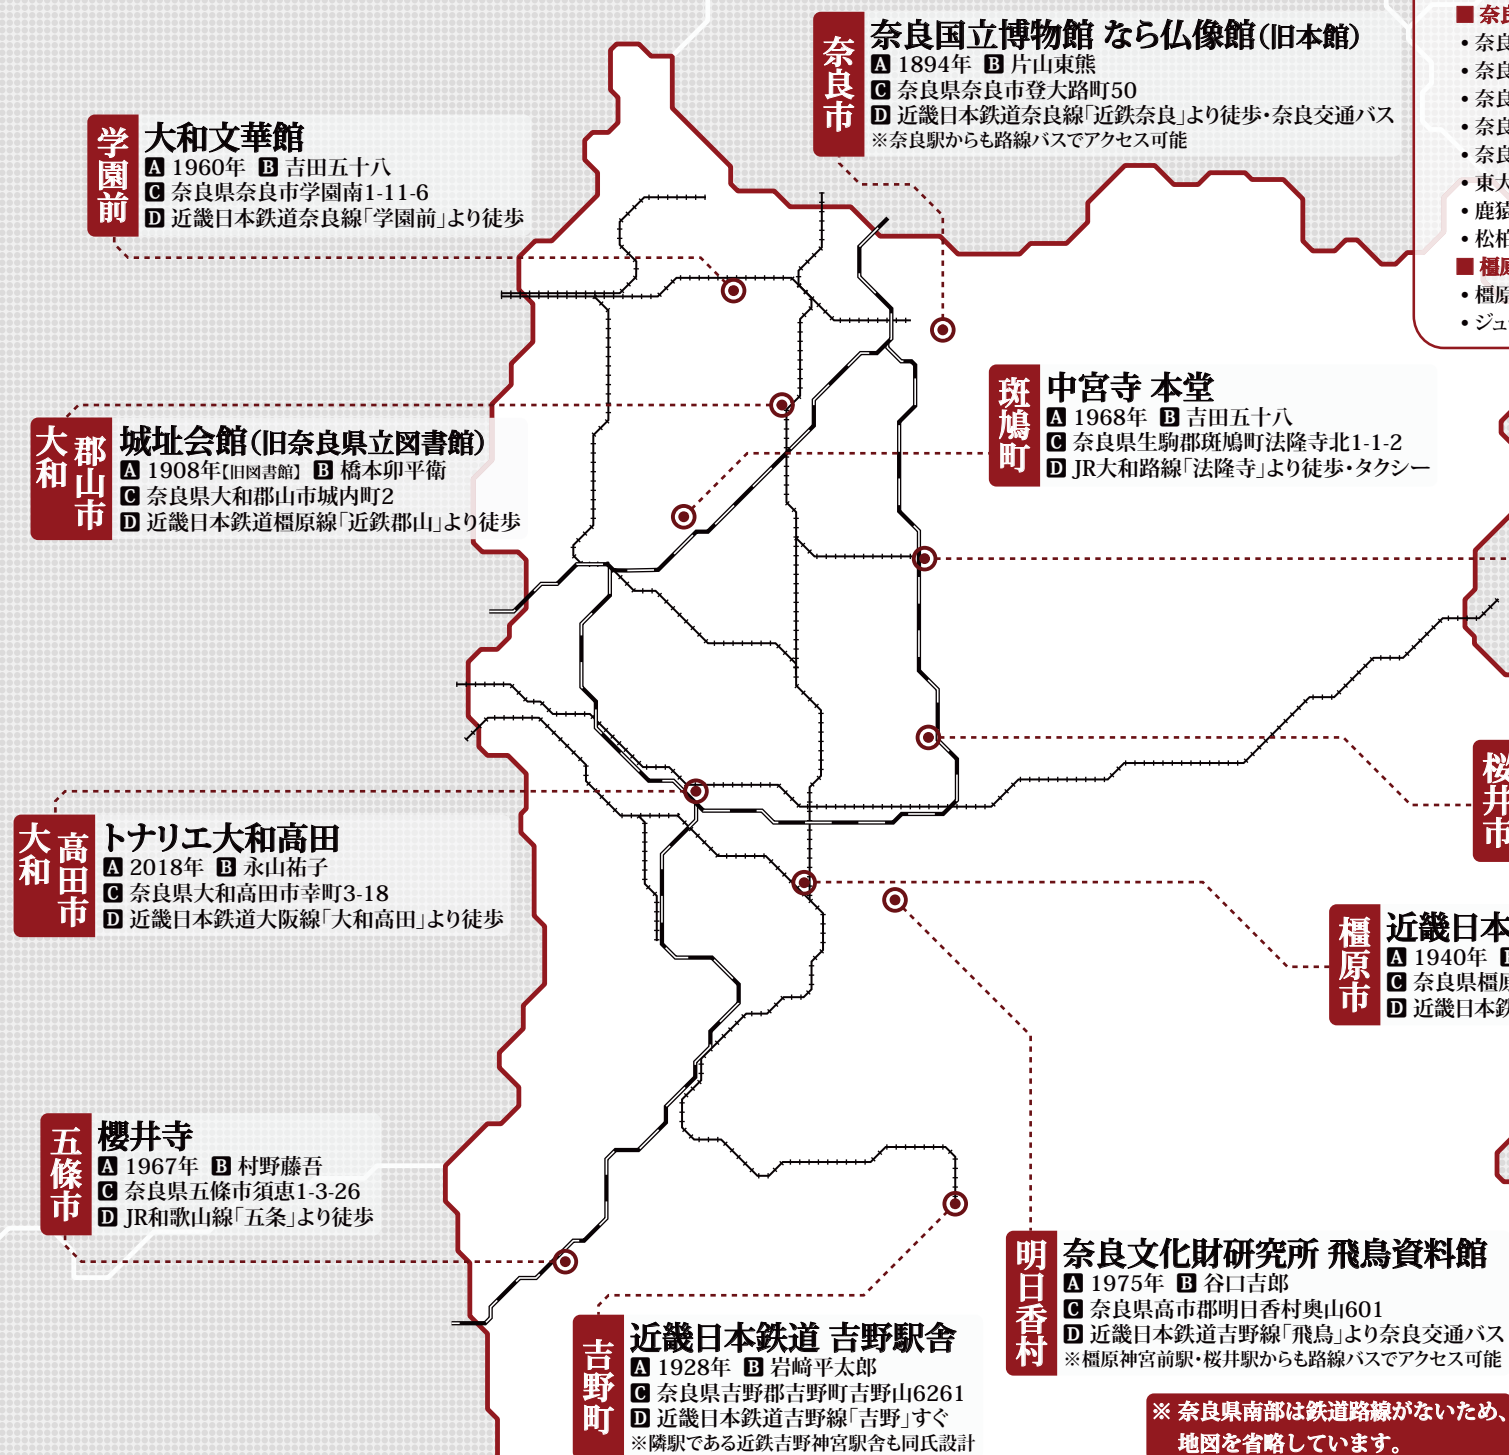 奈良市
奈良国立博物館 なら仏像館(旧本館)
A 1894年 B 片山東熊
C 奈良県奈良市登大路町50
D 近畿日本鉄道奈良線「近鉄奈良」より徒歩・奈良交通バス
※奈良駅からも路線バスでアクセス可能
■ 奈良
・奈良
・奈良
・奈良
・奈良
・奈良
・東大
・鹿猿
・松柏
■ 橿原
・橿原
・ジュ
学園前
大和文華館
A 1960年 B 吉田五十八
C 奈良県奈良市学園南1-11-6
D 近畿日本鉄道奈良線「学園前」より徒歩
斑鳩町
中宮寺 本堂
A 1968年 B 吉田五十八
C 奈良県生駒郡斑鳩町法隆寺北1-1-2
D JR大和路線「法隆寺」より徒歩・タクシー
大和郡山市
城址会館(旧奈良県立図書館)
A 1908年【旧図書館】 B 橋本卯平衛
C 奈良県大和郡山市城内町2
D 近畿日本鉄道橿原線「近鉄郡山」より徒歩
桜井市
大和高田市
トナリエ大和高田
A 2018年 B 永山祐子
C 奈良県大和高田市幸町3-18
D 近畿日本鉄道大阪線「大和高田」より徒歩
橿原市
近畿日本
A 1940年
C 奈良県橿原
D 近畿日本鉄
五條市
櫻井寺
A 1967年 B 村野藤吾
C 奈良県五條市須恵1-3-26
D JR和歌山線「五条」より徒歩
明日香村
奈良文化財研究所 飛鳥資料館
A 1975年 B 谷口吉郎
C 奈良県高市郡明日香村奥山601
D 近畿日本鉄道吉野線「飛鳥」より奈良交通バス
※橿原神宮前駅・桜井駅からも路線バスでアクセス可能
吉野町
近畿日本鉄道 吉野駅舎
A 1928年 B 岩﨑平太郎
C 奈良県吉野郡吉野町吉野山6261
D 近畿日本鉄道吉野線「吉野」すぐ
※隣駅である近鉄吉野神宮駅舎も同氏設計
※ 奈良県南部は鉄道路線がないため、
地図を省略しています。